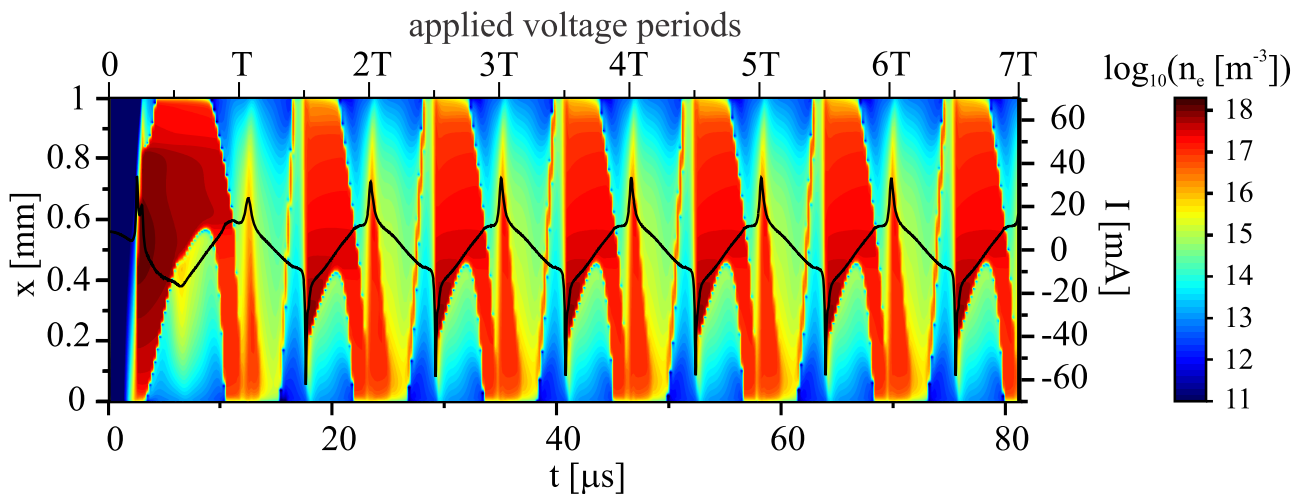 applied voltage periods
0 T 2T 3T 4T 5T 6T 7T
log₁₀(nₑ [m⁻³])
1 0.8 0.6 0.4 0.2 0
x [mm]
60 40 20 0 -20 -40 -60
I [mA]
18 17 16 15 14 13 12 11
0 20 40 60 80
t [μs]